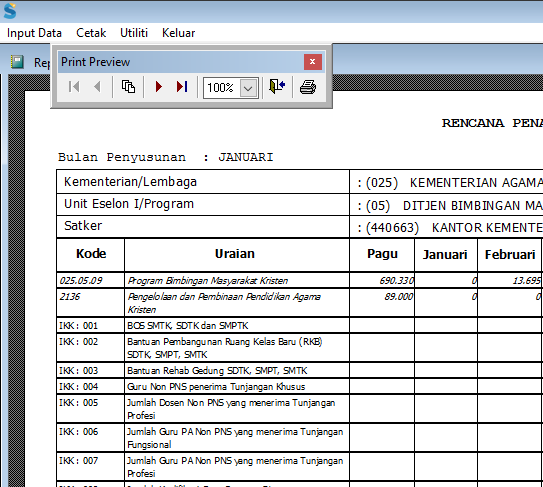 Input Data Cetak Utiliti Keluar
Print Preview
100%
RENCANA
Bulan Penyusunan : JANUARI
Kementerian/Lembaga : (025) KEMENTERIAN AGAMA
Unit Eselon I/Program : (05) DITJEN BIMBINGAN
Satker : (440663) KANTOR
Kode Uraian Pagu Januari Februari
025.05.09 Program Bimbingan Masyarakat Kristen 690.330 0 13.695
2136 Pengelolaan dan Pembinaan Pendidikan Agama 89.000 0 0
Kristen
IKK : 001 BOS SMTK, SDTK dan SMPTK
IKK : 002 Bantuan Pembangunan Ruang Kelas Baru (RKB)
SDTK, SMPT, SMTK
IKK : 003 Bantuan Rehab Gedung SDTK, SMPT, SMTK
IKK : 004 Guru Non PNS penerima Tunjangan Khusus
IKK : 005 Jumlah Dosen Non PNS yang menerima Tunjangan
Profesi
IKK : 006 Jumlah Guru PA Non PNS yang menerima Tunjangan
Fungsional
IKK : 007 Jumlah Guru PA Non PNS yang menerima Tunjangan
Profesi